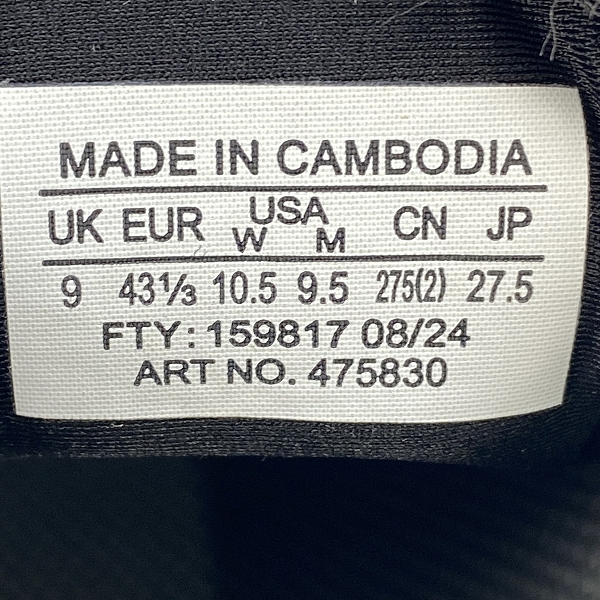 MADE IN CAMBODIA
UK EUR USA CN JP
W M
9 43⅓ 10.5 9.5 275(2) 27.5
FTY: 159817 08/24
ART NO. 475830